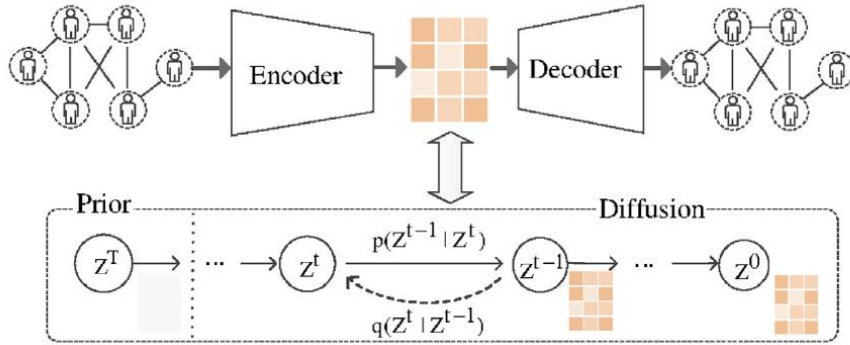 Encoder
Decoder
Prior
Diffusion
Z^T
...
Z^t
p(Z^{t-1} | Z^t)
q(Z^t | Z^{t-1})
Z^{t-1}
...
Z^0